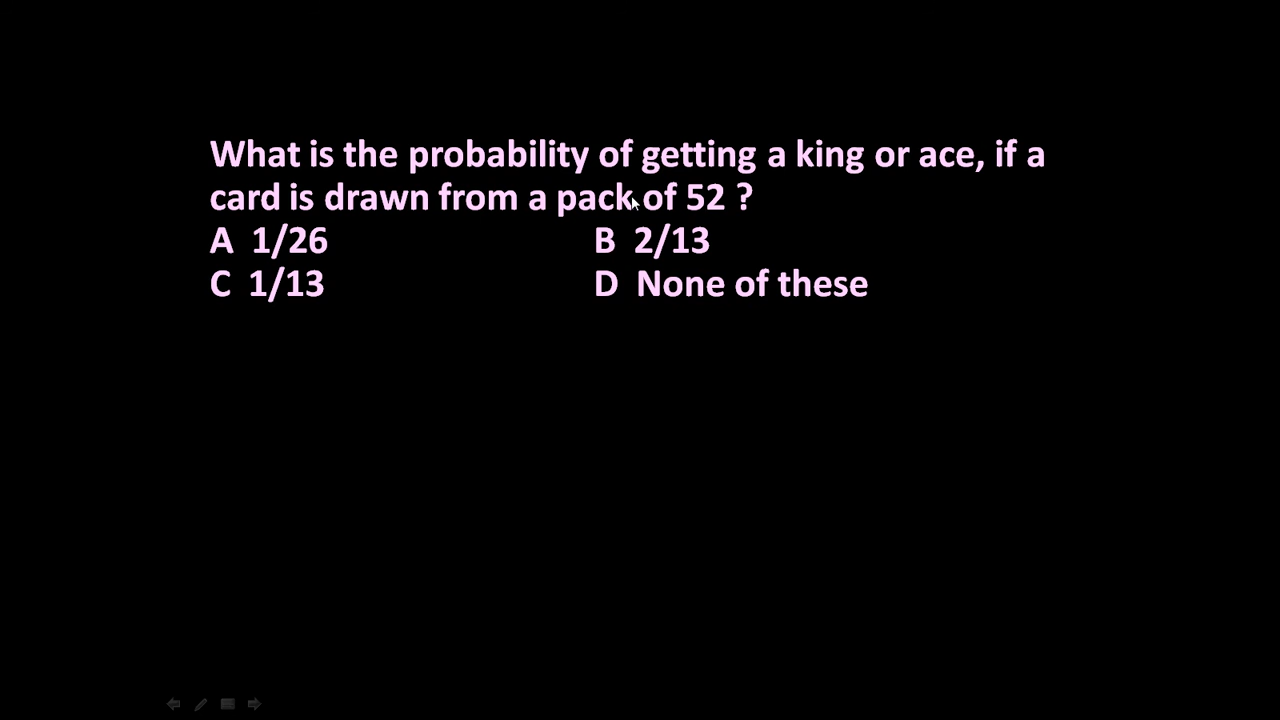 What is the probability of getting a king or ace, if a
card is drawn from a pack of 52 ?
A 1/26 B 2/13
C 1/13 D None of these